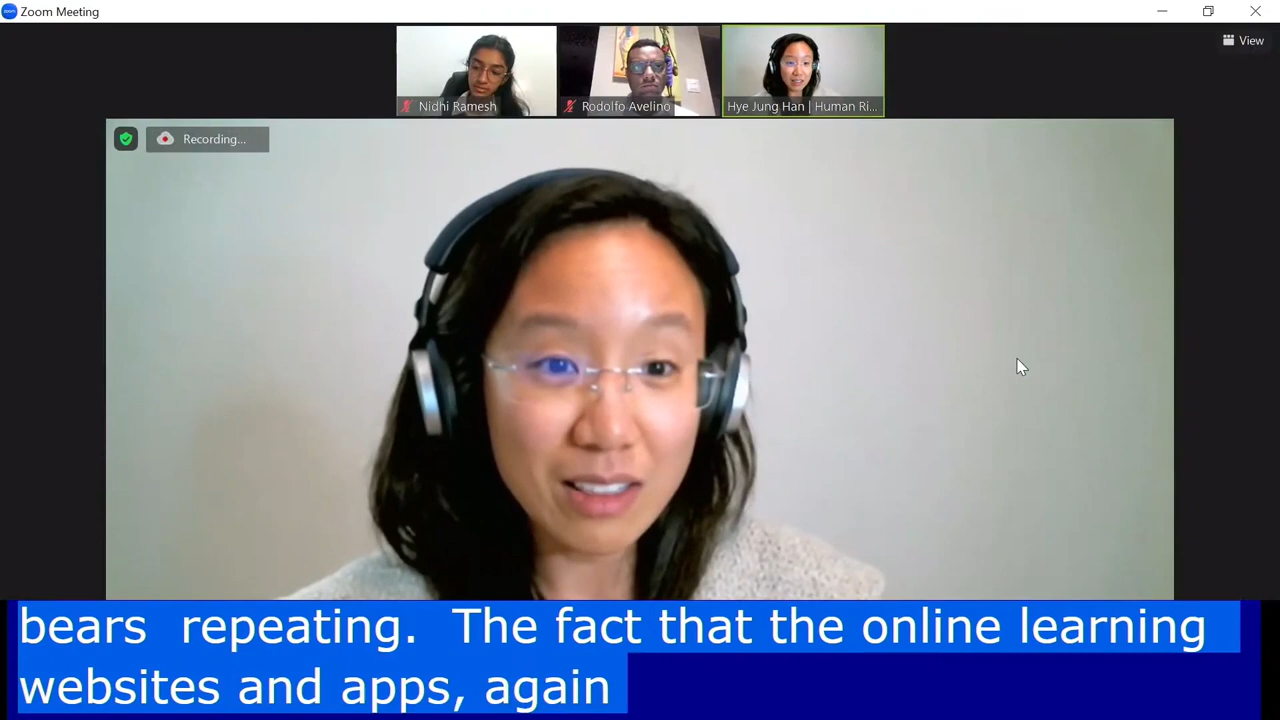 Zoom Meeting
View
Nidhi Ramesh
Rodolfo Avelino
Hye Jung Han | Human Ri...
Recording...
bears repeating. The fact that the online learning
websites and apps, again